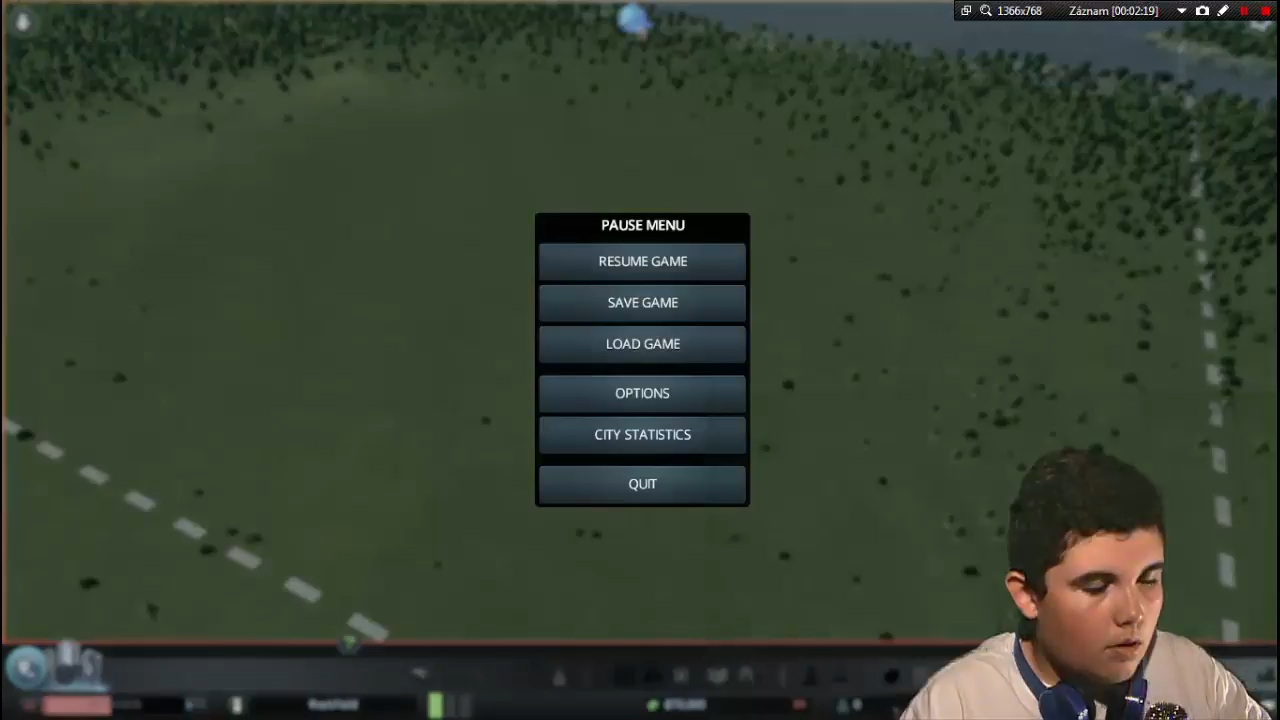 1366x768 Záznam [00:02:19]
PAUSE MENU
RESUME GAME
SAVE GAME
LOAD GAME
OPTIONS
CITY STATISTICS
QUIT